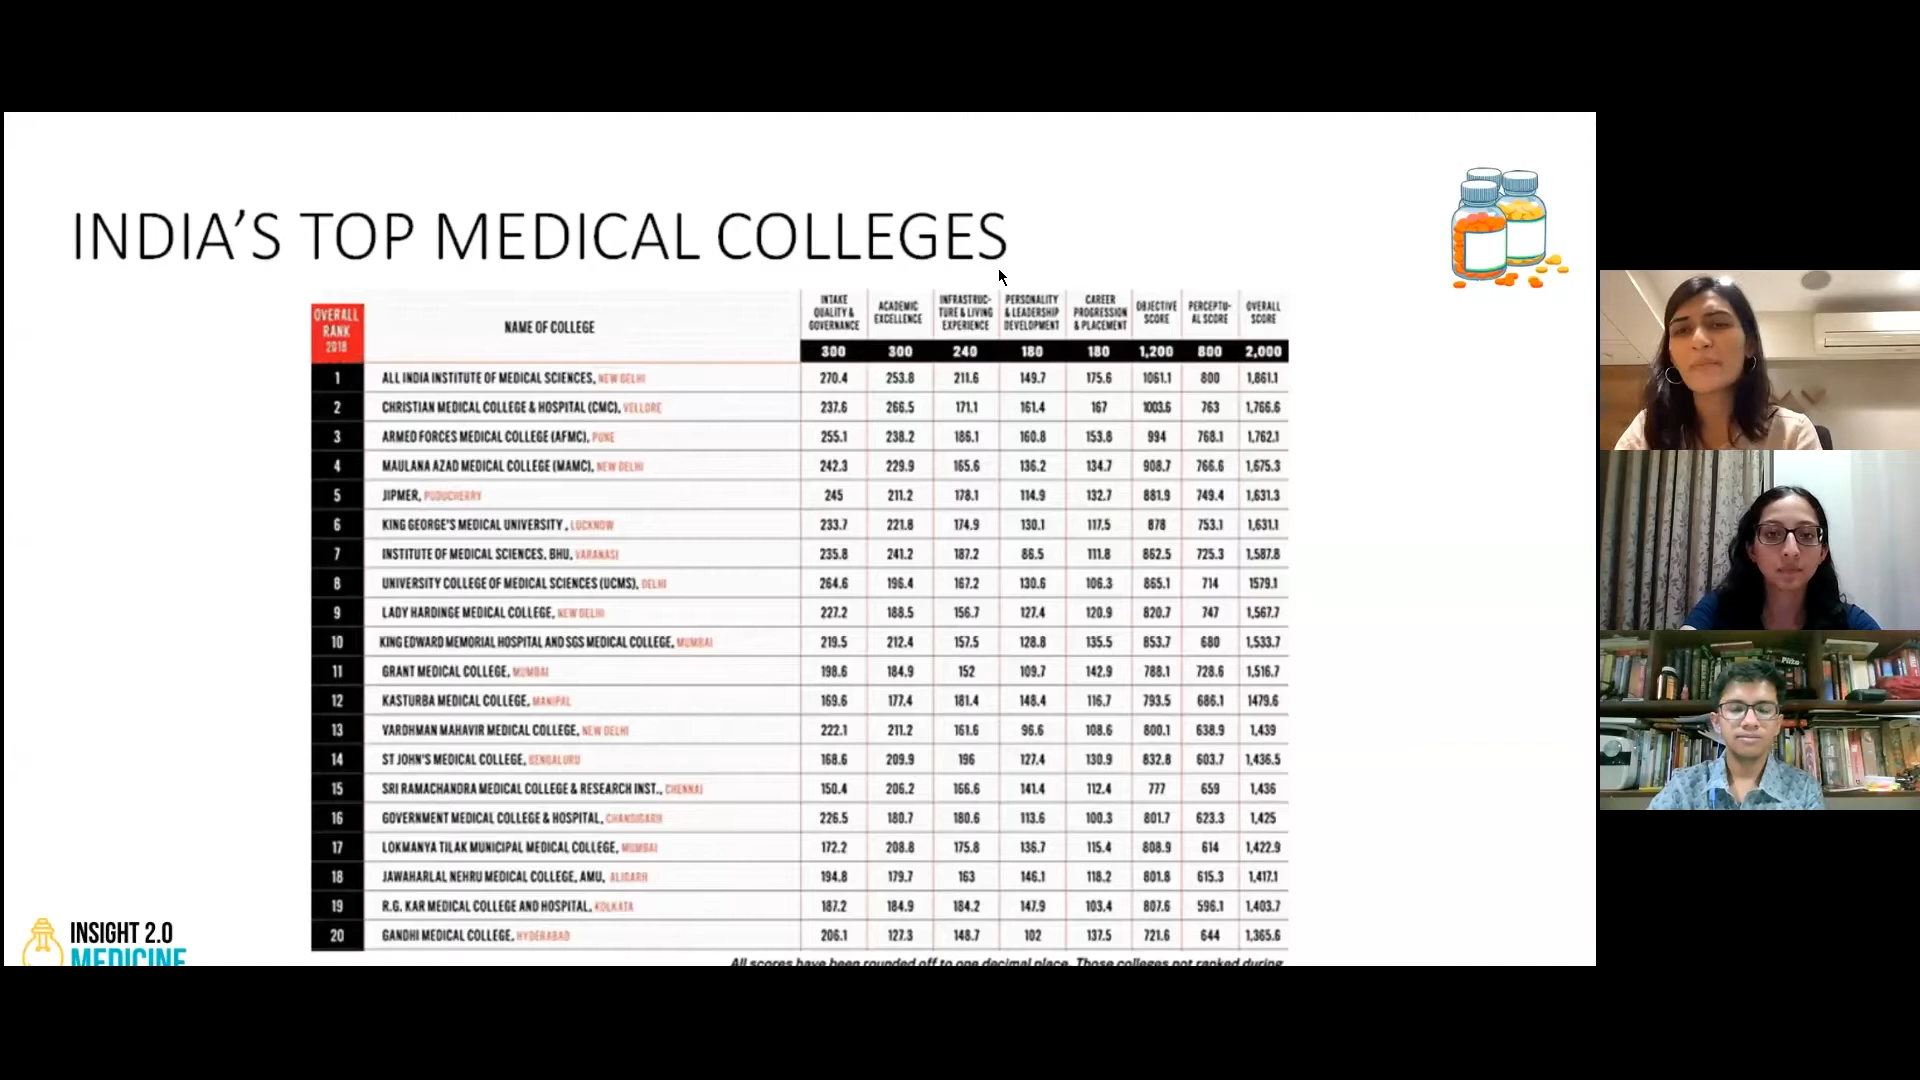 INDIA'S TOP MEDICAL COLLEGES
OVERALL RANK 2018 NAME OF COLLEGE INTAKE QUALITY & GOVERNANCE ACADEMIC EXCELLENCE INFRASTRUC-TURE & LIVING EXPERIENCE PERSONALITY & LEADERSHIP DEVELOPMENT CAREER PROGRESSION & PLACEMENT OBJECTIVE SCORE PERCEPTU-AL SCORE OVERALL SCORE
300 300 240 180 180 1,200 800 2,000
1 ALL INDIA INSTITUTE OF MEDICAL SCIENCES, NEW DELHI 270.4 253.8 211.6 149.7 175.6 1061.1 800 1,861.1
2 CHRISTIAN MEDICAL COLLEGE & HOSPITAL (CMC), VELLORE 237.6 266.5 171.1 161.4 167 1003.6 763 1,766.6
3 ARMED FORCES MEDICAL COLLEGE (AFMC), PUNE 255.1 238.2 186.1 160.8 153.8 994 768.1 1,762.1
4 MAULANA AZAD MEDICAL COLLEGE (MAMC), NEW DELHI 242.3 229.9 165.6 136.2 134.7 908.7 766.6 1,675.3
5 JIPMER, PUDUCHERRY 245 211.2 178.1 114.9 132.7 881.9 749.4 1,631.3
6 KING GEORGE'S MEDICAL UNIVERSITY , LUCKNOW 233.7 221.8 174.9 130.1 117.5 878 753.1 1,631.1
7 INSTITUTE OF MEDICAL SCIENCES, BHU, VARANASI 235.8 241.2 187.2 86.5 111.8 862.5 725.3 1,587.8
8 UNIVERSITY COLLEGE OF MEDICAL SCIENCES (UCMS), DELHI 264.6 196.4 167.2 130.6 106.3 865.1 714 1579.1
9 LADY HARDINGE MEDICAL COLLEGE, NEW DELHI 227.2 188.5 156.7 127.4 120.9 820.7 747 1,567.7
10 KING EDWARD MEMORIAL HOSPITAL AND SGS MEDICAL COLLEGE, MUMBAI 219.5 212.4 157.5 128.8 135.5 853.7 680 1,533.7
11 GRANT MEDICAL COLLEGE, MUMBAI 198.6 184.9 152 109.7 142.9 788.1 728.6 1,516.7
12 KASTURBA MEDICAL COLLEGE, MANIPAL 169.6 177.4 181.4 148.4 116.7 793.5 686.1 1479.6
13 VARDHMAN MAHAVIR MEDICAL COLLEGE, NEW DELHI 222.1 211.2 161.6 96.6 108.6 800.1 638.9 1,439
14 ST JOHN'S MEDICAL COLLEGE, BENGALURU 168.6 209.9 196 127.4 130.9 832.8 603.7 1,436.5
15 SRI RAMACHANDRA MEDICAL COLLEGE & RESEARCH INST., CHENNAI 150.4 206.2 166.6 141.4 112.4 777 659 1,436
16 GOVERNMENT MEDICAL COLLEGE & HOSPITAL, CHANDIGARH 226.5 180.7 180.6 113.6 100.3 801.7 623.3 1,425
17 LOKMANYA TILAK MUNICIPAL MEDICAL COLLEGE, MUMBAI 172.2 208.8 175.8 136.7 115.4 808.9 614 1,422.9
18 JAWAHARLAL NEHRU MEDICAL COLLEGE, AMU, ALIGARH 194.8 179.7 163 146.1 118.2 801.8 615.3 1,417.1
19 R.G. KAR MEDICAL COLLEGE AND HOSPITAL, KOLKATA 187.2 184.9 184.2 147.9 103.4 807.6 596.1 1,403.7
20 GANDHI MEDICAL COLLEGE, HYDERABAD 206.1 127.3 148.7 102 137.5 721.6 644 1,365.6
All scores have been rounded off to one decimal place. Those colleges not ranked during
INSIGHT 2.0
MEDICINE